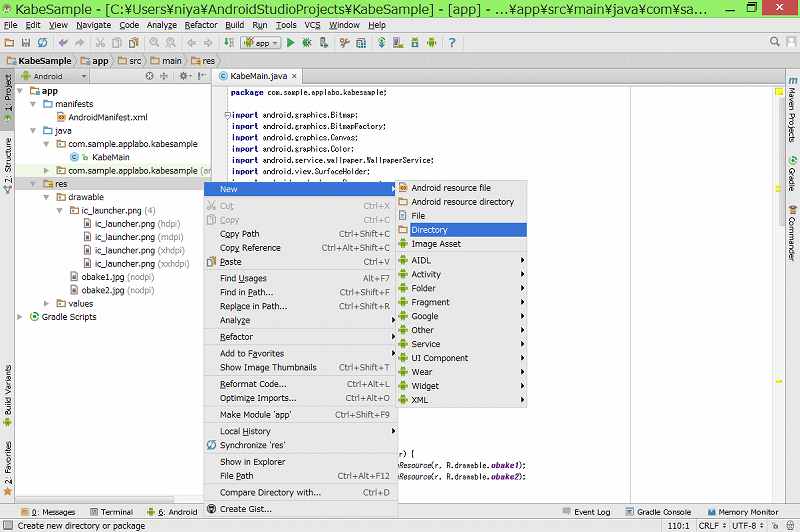 KabeSample - [C:¥Users¥niya¥AndroidStudioProjects¥KabeSample] - [app] - ...¥app¥src¥main¥java¥com¥sa...
File Edit View Navigate Code Analyze Refactor Build Run Tools VCS Window Help
app
KabeSample app src main res
1: Project
Android
KabeMain.java
Maven Projects
app
package com.sample.applabo.kabesample;
manifests
AndroidManifest.xml
import android.graphics.Bitmap;
java
import android.graphics.BitmapFactory;
com.sample.applabo.kabesample
import android.graphics.Canvas;
7: Structure
KabeMain
import android.graphics.Color;
Gradle
com.sample.applabo.kabesample
import android.service.wallpaper.WallpaperService;
import android.view.SurfaceHolder;
res
drawable
ic_launcher.png (4)
ic_launcher.png (hdpi)
ic_launcher.png (mdpi)
ic_launcher.png (xhdpi)
ic_launcher.png (xxhdpi)
obake1.jpg (nodpi)
obake2.jpg (nodpi)
values
Gradle Scripts
Commander
New
Cut Ctrl+X
Copy Ctrl+C
Copy Path Ctrl+Shift+C
Copy Reference Ctrl+Alt+Shift+C
Paste Ctrl+V
Find Usages Alt+F7
Find in Path... Ctrl+Shift+F
Replace in Path... Ctrl+Shift+R
Analyze
Refactor
Add to Favorites
Show Image Thumbnails Ctrl+Shift+T
Reformat Code... Ctrl+Alt+L
Optimize Imports... Ctrl+Alt+O
Make Module 'app' Ctrl+Shift+F9
Local History
Synchronize 'res'
Show in Explorer
File Path Ctrl+Alt+F12
Compare Directory with... Ctrl+D
Create Gist...
Android resource file
Android resource directory
File
Directory
Image Asset
AIDL
Activity
Folder
Fragment
Google
Other
Service
UI Component
Wear
Widget
XML
r) {
Resource(r, R.drawable.obake1);
Resource(r, R.drawable.obake2);
Build Variants
2: Favorites
0: Messages Terminal 6: Android Event Log Gradle Console Memory Monitor
Create new directory or package 110:1 CRLF UTF-8